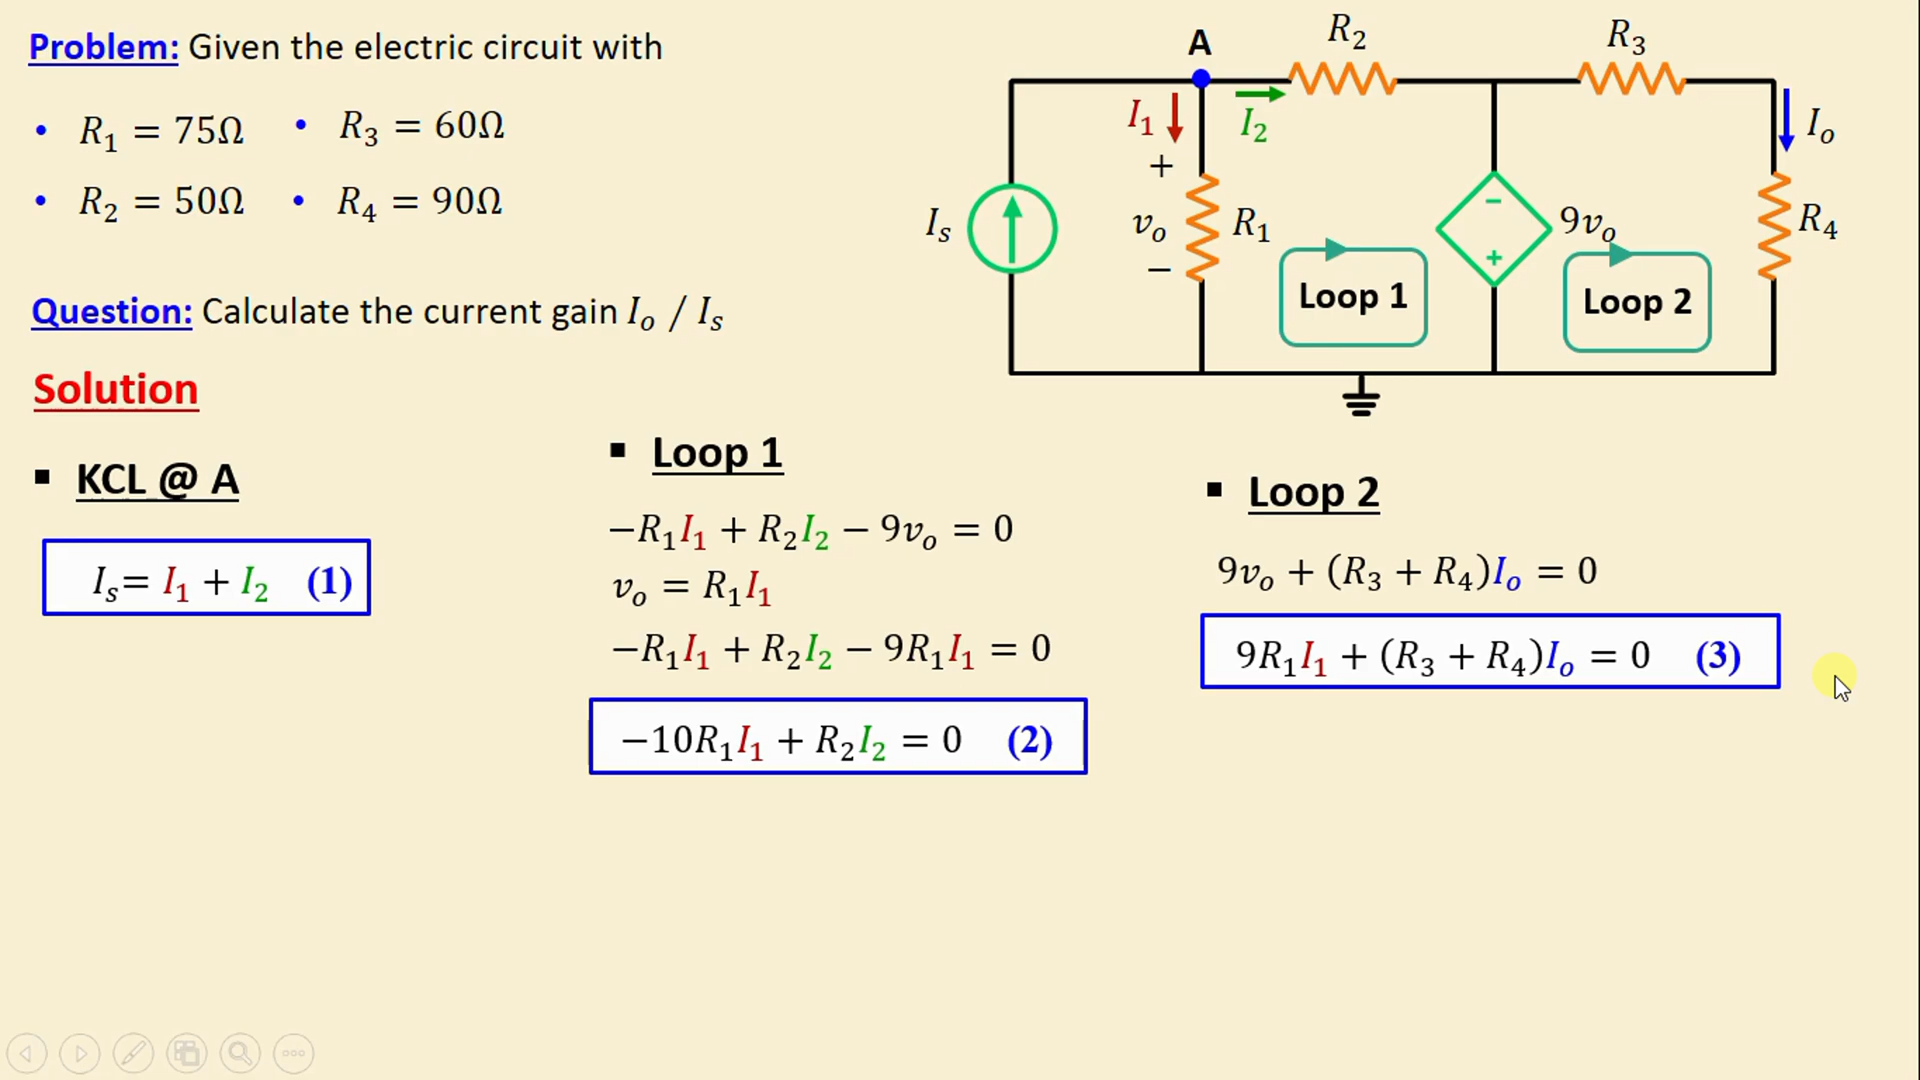 Problem: Given the electric circuit with
• R₁ = 75Ω • R₃ = 60Ω
• R₂ = 50Ω • R₄ = 90Ω
Question: Calculate the current gain Iₒ / Iₛ
A
R₂
R₃
I₁
I₂
Iₒ
+
vₒ
−
R₁
Iₛ
−
+
9vₒ
R₄
Loop 1
Loop 2
Solution
▪ KCL @ A
Iₛ= I₁ + I₂ (1)
▪ Loop 1
−R₁I₁ + R₂I₂ − 9vₒ = 0
vₒ = R₁I₁
−R₁I₁ + R₂I₂ − 9R₁I₁ = 0
−10R₁I₁ + R₂I₂ = 0 (2)
▪ Loop 2
9vₒ + (R₃ + R₄)Iₒ = 0
9R₁I₁ + (R₃ + R₄)Iₒ = 0 (3)